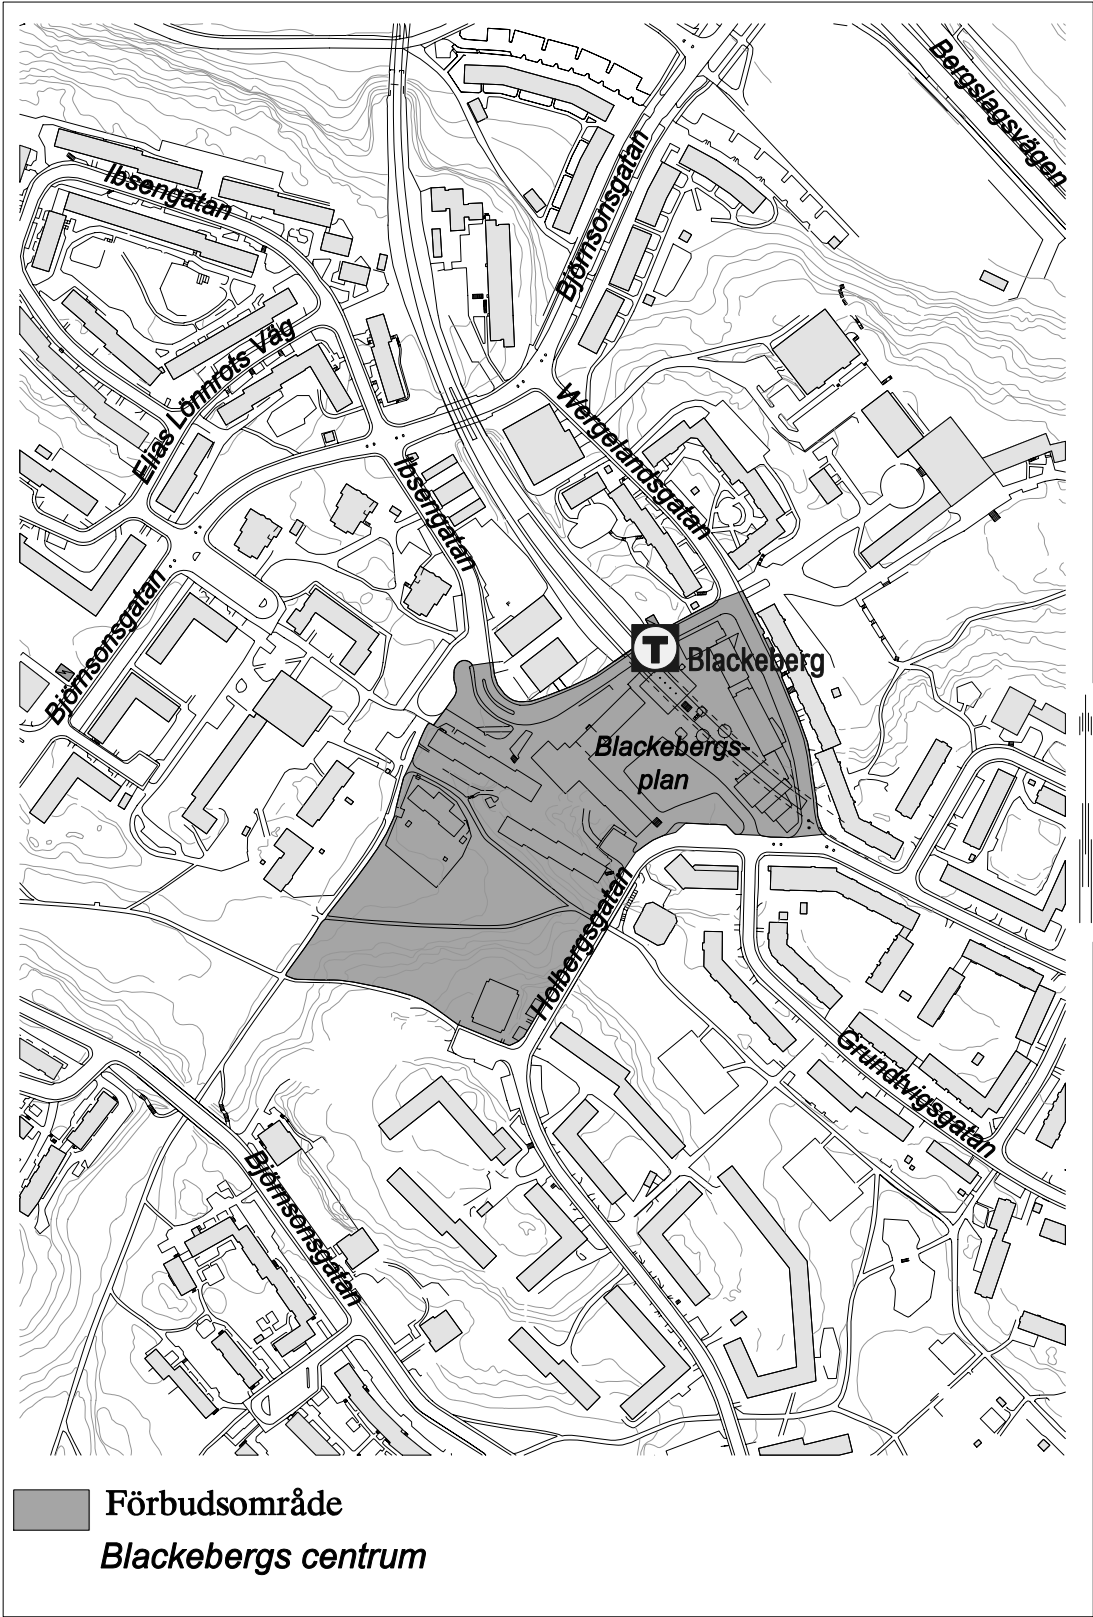 Bergslagsvägen
Björnsonsgatan
Ibsengatan
Elias Lönnrots Väg
Wergelandsgatan
Ibsengatan
Björnsonsgatan
T Blackeberg
Blackebergs-
plan
Holbergsgatan
Grundtvigsgatan
Björnsonsgatan
Förbudsområde
Blackebergs centrum